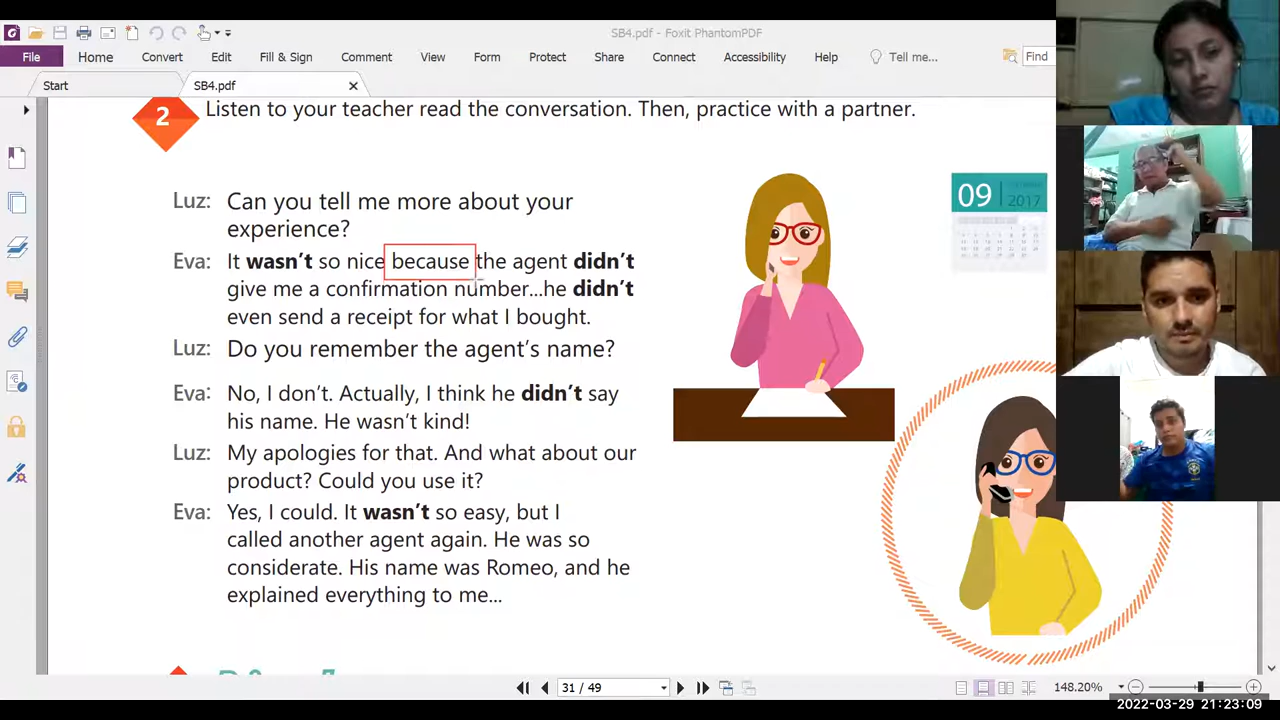 SB4.pdf - Foxit PhantomPDF
File Home Convert Edit Fill & Sign Comment View Form Protect Share Connect Accessibility Help Tell me... Find
Start SB4.pdf
2 Listen to your teacher read the conversation. Then, practice with a partner.
Luz: Can you tell me more about your
experience?
Eva: It wasn't so nice because the agent didn't
give me a confirmation number...he didn't
even send a receipt for what I bought.
Luz: Do you remember the agent's name?
Eva: No, I don't. Actually, I think he didn't say
his name. He wasn't kind!
Luz: My apologies for that. And what about our
product? Could you use it?
Eva: Yes, I could. It wasn't so easy, but I
called another agent again. He was so
considerate. His name was Romeo, and he
explained everything to me...
09
2017
31 / 49
148.20%
2022-03-29 21:23:09